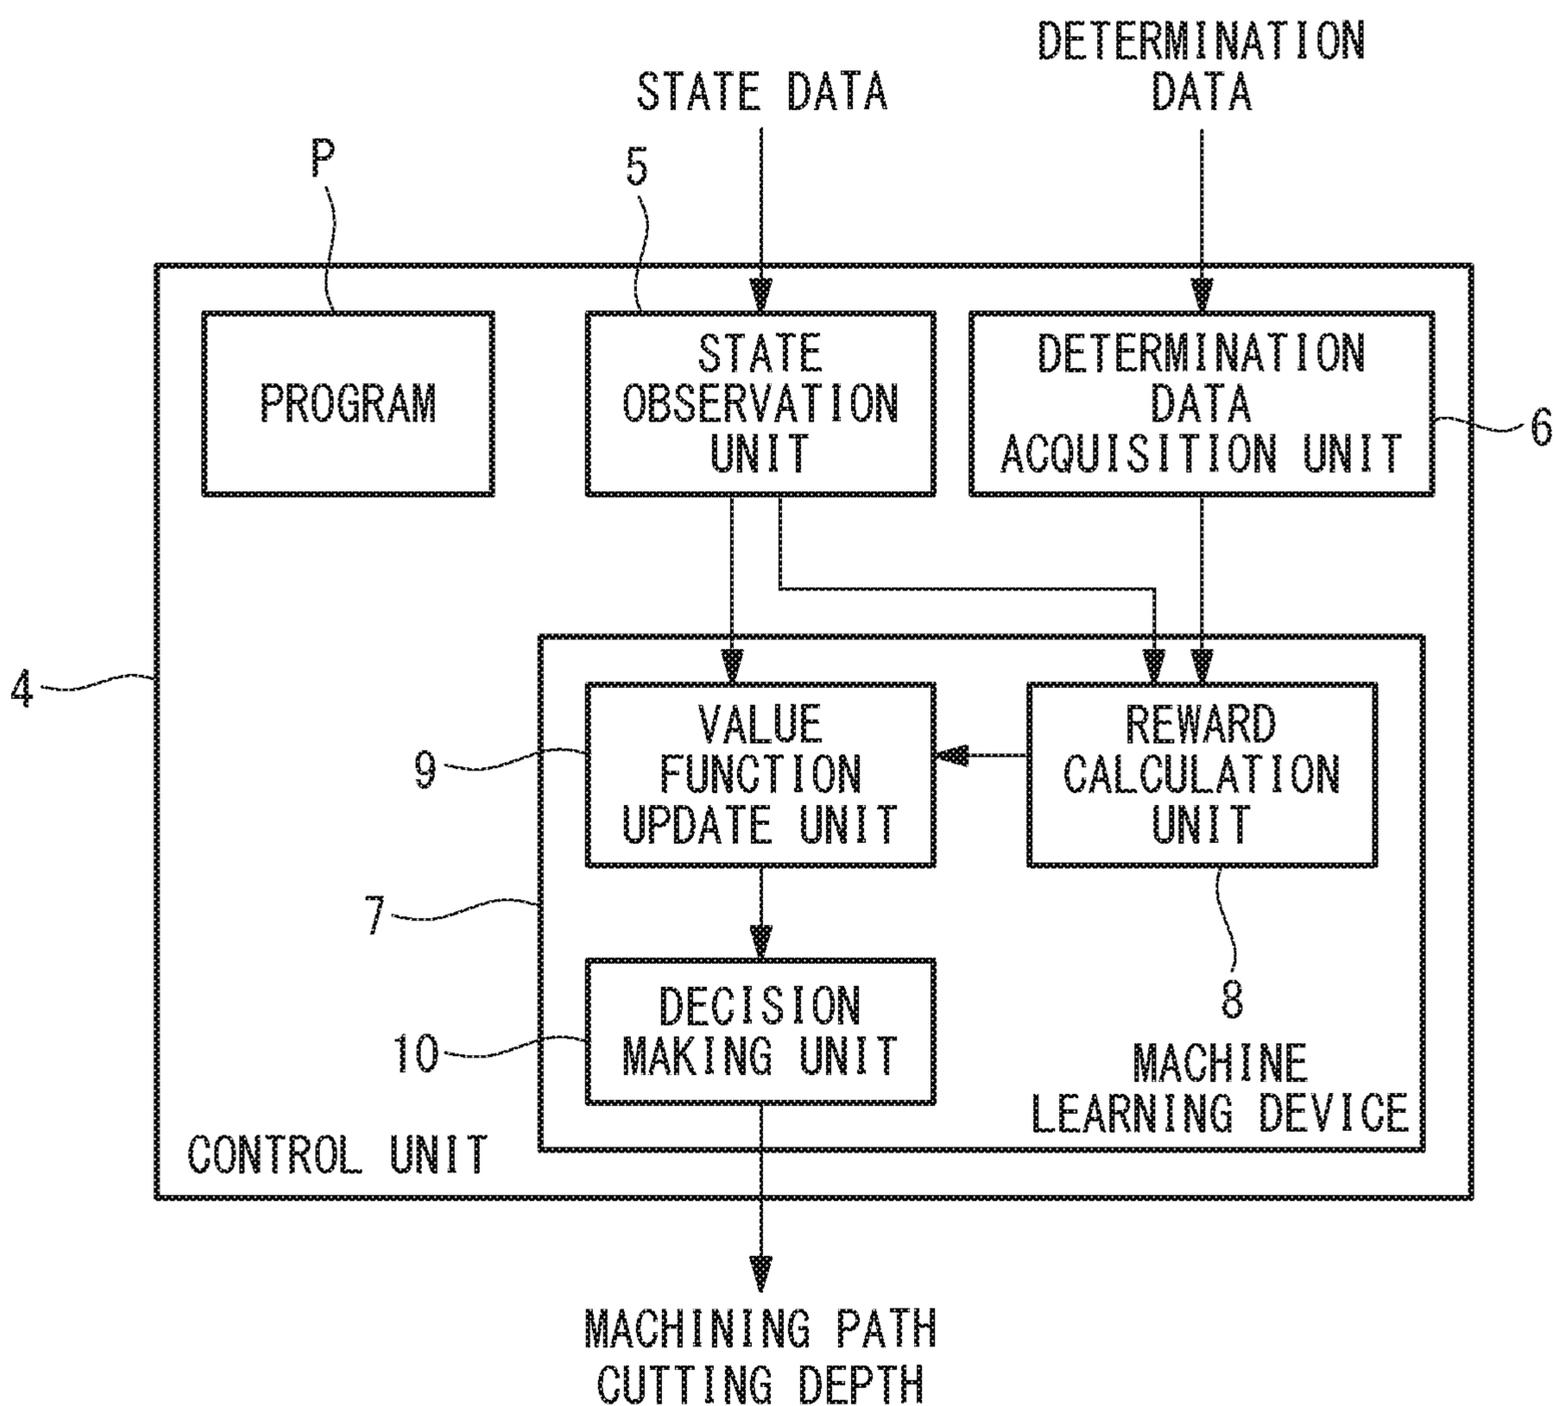 DETERMINATION
DATA
STATE DATA
P
5
PROGRAM
STATE
OBSERVATION
UNIT
DETERMINATION
DATA
ACQUISITION UNIT
6
4
9
VALUE
FUNCTION
UPDATE UNIT
REWARD
CALCULATION
UNIT
7
8
10
DECISION
MAKING UNIT
MACHINE
LEARNING DEVICE
CONTROL UNIT
MACHINING PATH
CUTTING DEPTH